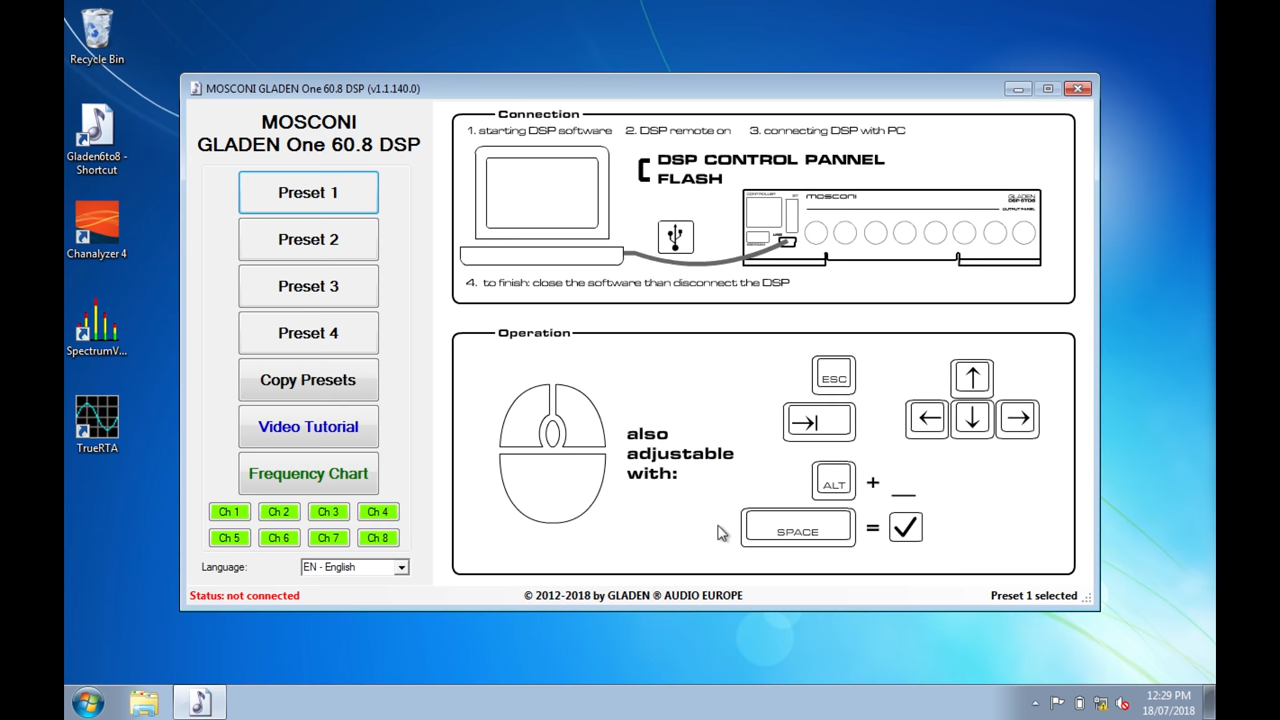 Recycle Bin
Gladen6to8 -
Shortcut
Chanalyzer 4
SpectrumV...
TrueRTA
MOSCONI GLADEN One 60.8 DSP (v1.1.140.0)
MOSCONI
GLADEN One 60.8 DSP
Preset 1
Preset 2
Preset 3
Preset 4
Copy Presets
Video Tutorial
Frequency Chart
Ch 1 Ch 2 Ch 3 Ch 4
Ch 5 Ch 6 Ch 7 Ch 8
Language: EN - English
Status: not connected
Connection
1. starting DSP software 2. DSP remote on 3. connecting DSP with PC
DSP CONTROL PANNEL
FLASH
CONTROLLER
mosconi
GLADEN
OUTPUT PANEL
4. to finish: close the software than disconnect the DSP
Operation
also
adjustable
with:
ESC
ALT + _
SPACE =
© 2012-2018 by GLADEN ® AUDIO EUROPE
Preset 1 selected
12:29 PM
18/07/2018